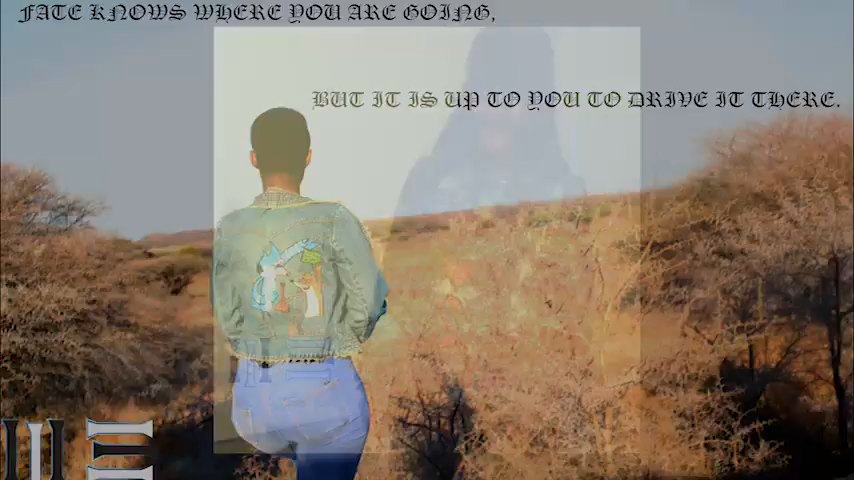 FATE KNOWS WHERE YOU ARE GOING,
BUT IT IS UP TO YOU TO DRIVE IT THERE.